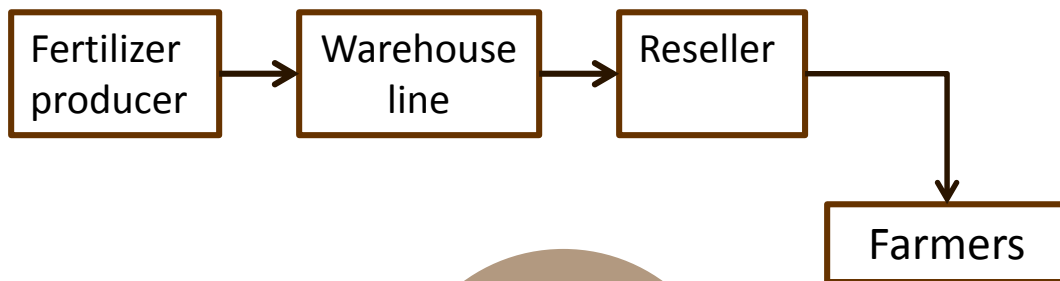 Fertilizer
producer
Warehouse
line
Reseller
Farmers